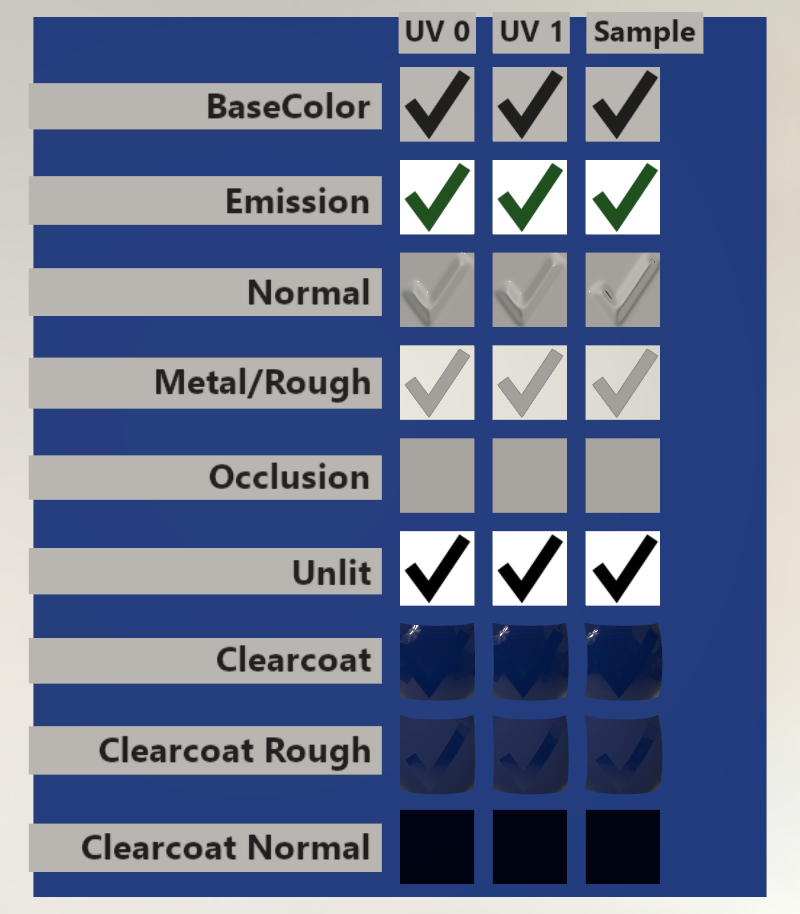 UV 0 UV 1 Sample
BaseColor
Emission
Normal
Metal/Rough
Occlusion
Unlit
Clearcoat
Clearcoat Rough
Clearcoat Normal